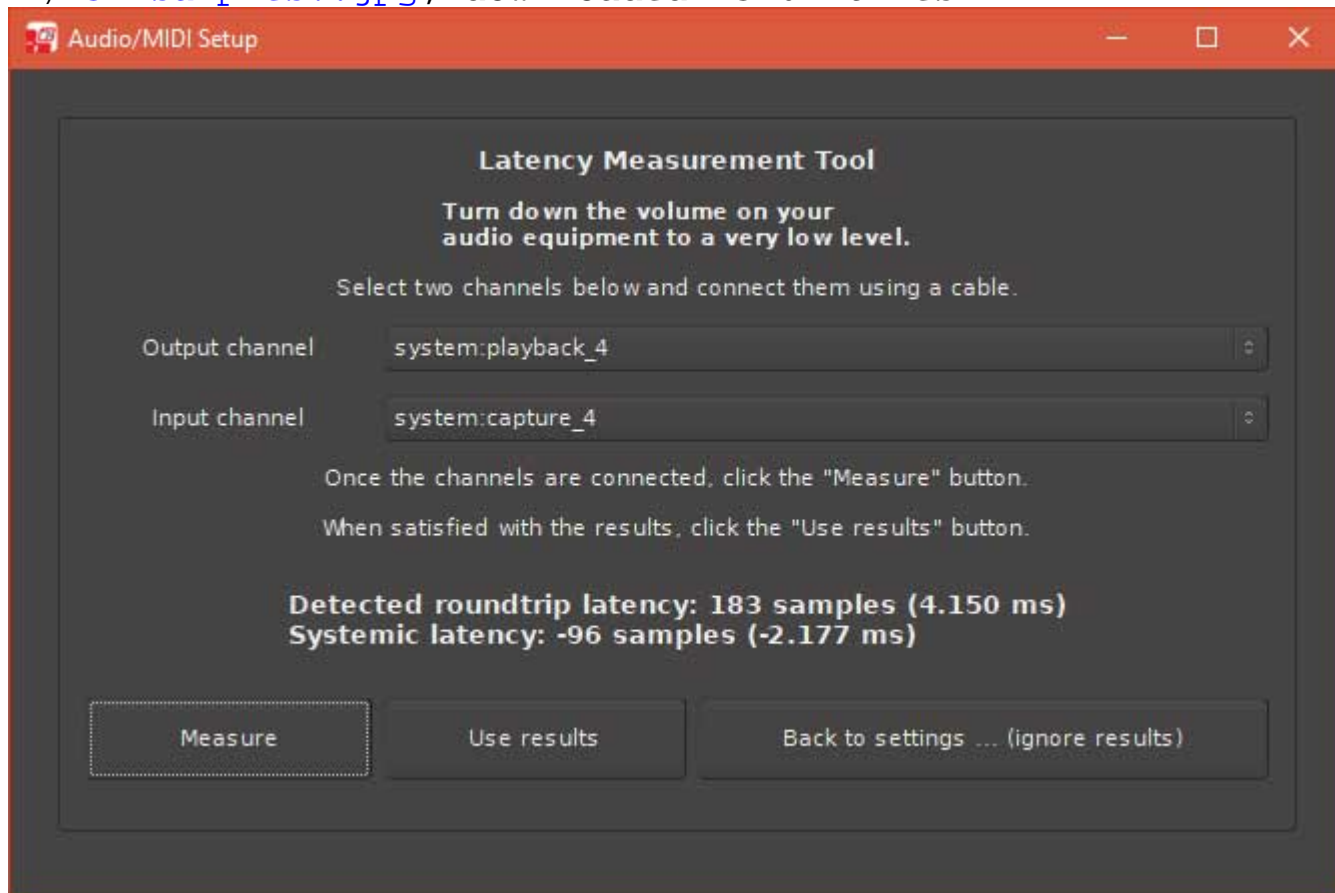 Audio/MIDI Setup
Latency Measurement Tool
Turn down the volume on your
audio equipment to a very low level.
Select two channels below and connect them using a cable.
Output channel system:playback_4
Input channel system:capture_4
Once the channels are connected, click the "Measure" button.
When satisfied with the results, click the "Use results" button.
Detected roundtrip latency: 183 samples (4.150 ms)
Systemic latency: -96 samples (-2.177 ms)
Measure Use results Back to settings ... (ignore results)